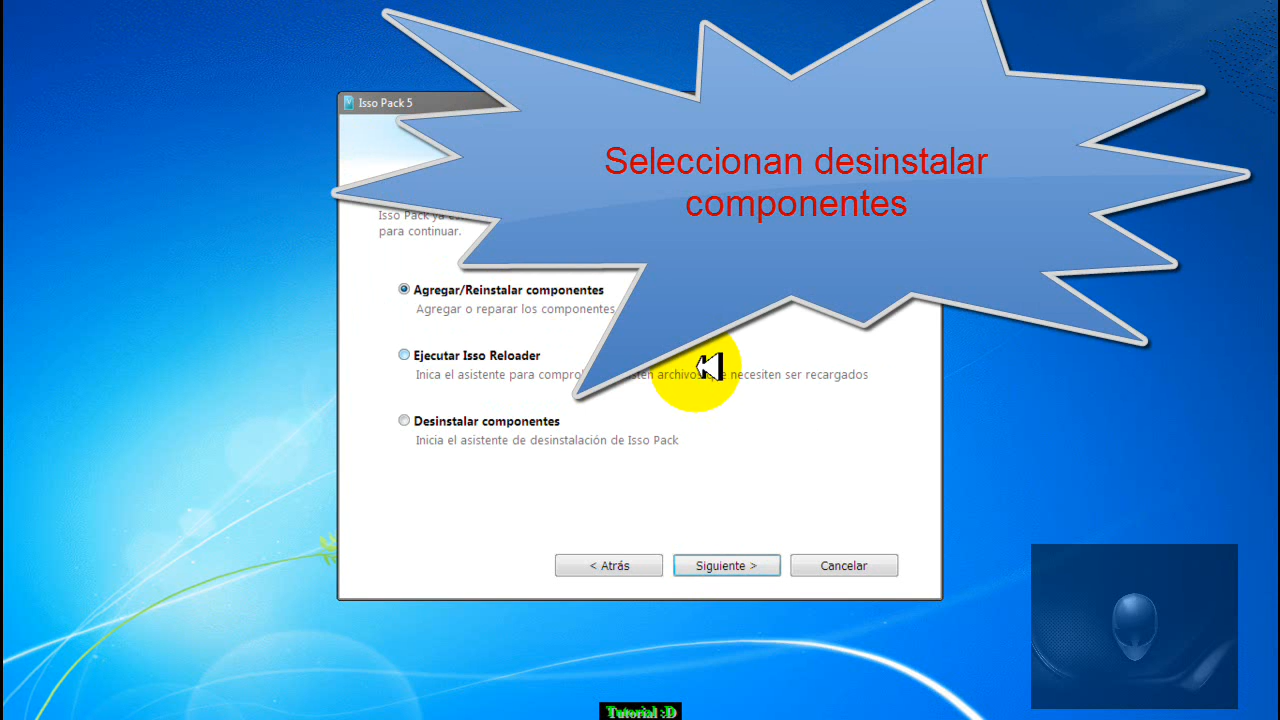 Isso Pack 5
Seleccionan desinstalar
componentes
Isso Pack ya
para continuar.
Agregar/Reinstalar componentes
Agregar o reparar los componentes
Ejecutar Isso Reloader
Inica el asistente para archivos necesiten ser recargados
Desinstalar componentes
Inicia el asistente de desinstalación de Isso Pack
< Atrás
Siguiente >
Cancelar
Tutorial :D